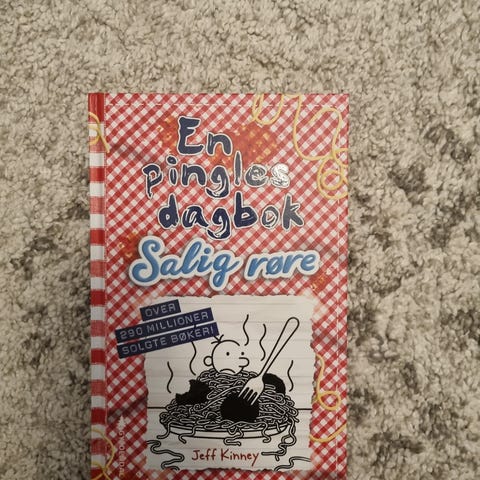 En
pingles
dagbok
Salig røre
OVER
290 MILLIONER
SOLGTE BØKER!
Jeff Kinney